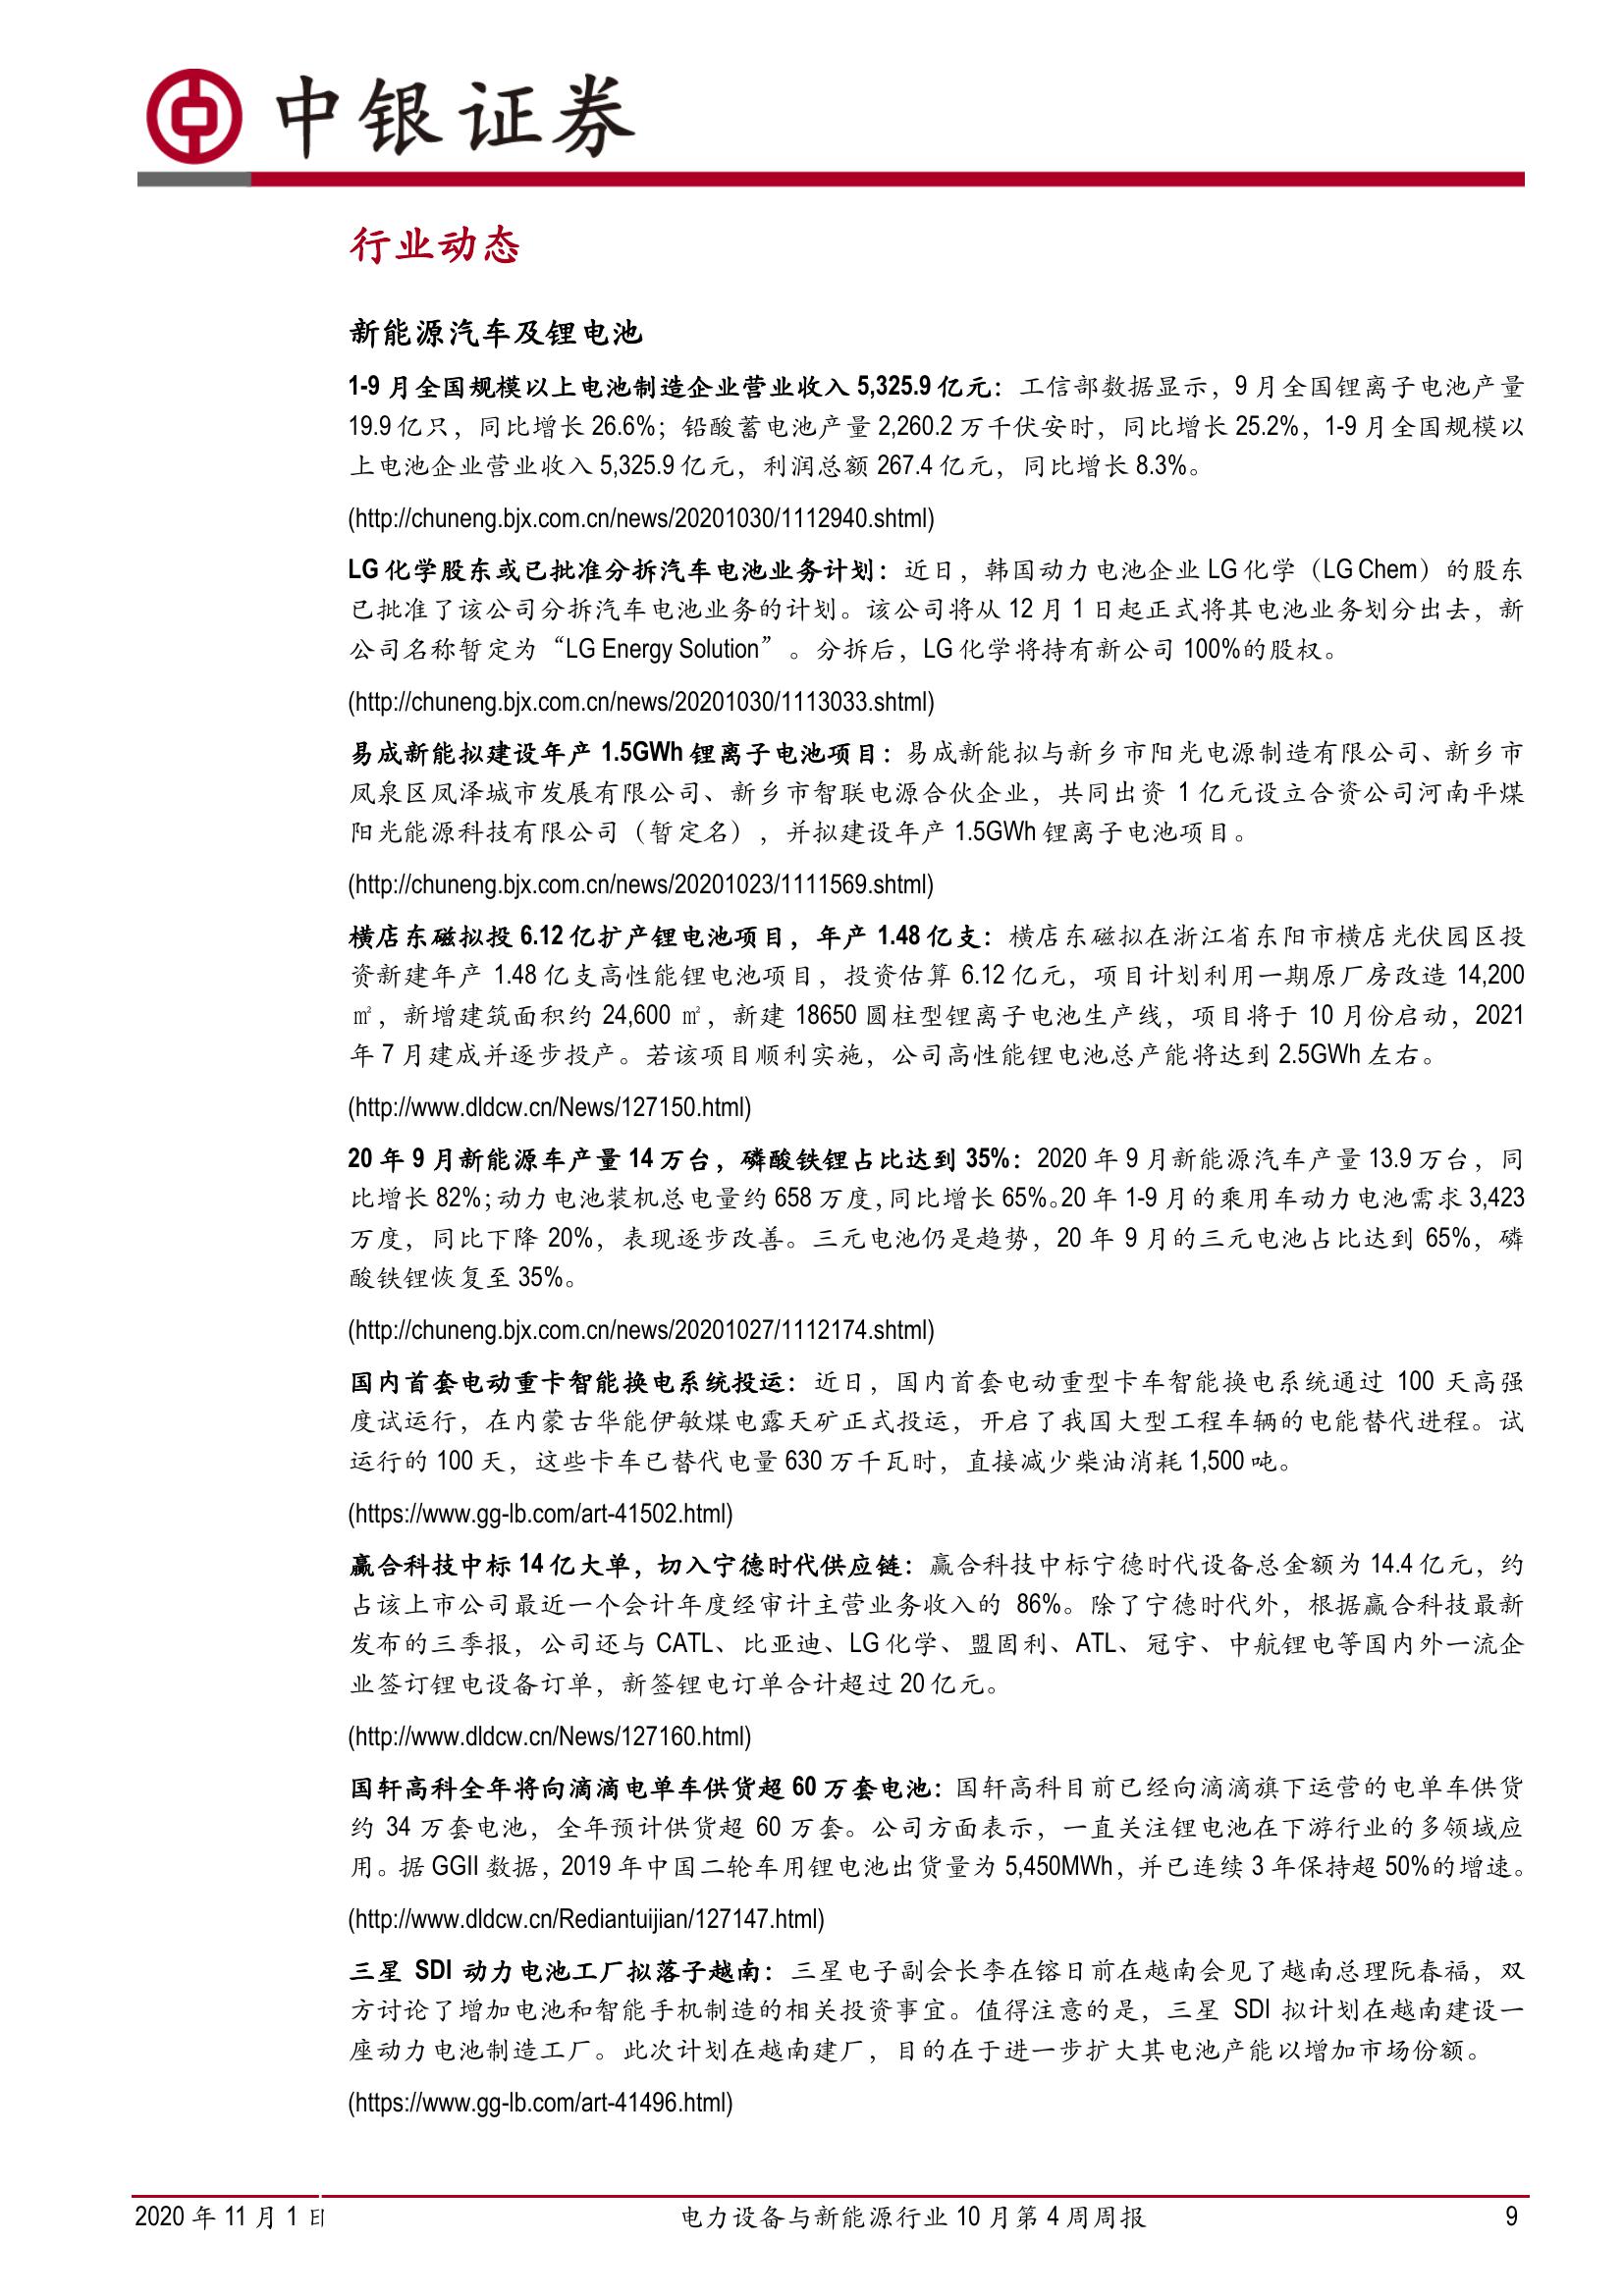 中银证券
行业动态
新能源汽车及锂电池
1-9 月全国规模以上电池制造企业营业收入 5,325.9 亿元：工信部数据显示，9 月全国锂离子电池产量
19.9 亿只，同比增长 26.6%；铅酸蓄电池产量 2,260.2 万千伏安时，同比增长 25.2%，1-9 月全国规模以
上电池企业营业收入 5,325.9 亿元，利润总额 267.4 亿元，同比增长 8.3%。
(http://chuneng.bjx.com.cn/news/20201030/1112940.shtml)
LG 化学股东或已批准分拆汽车电池业务计划：近日，韩国动力电池企业 LG 化学（LG Chem）的股东
已批准了该公司分拆汽车电池业务的计划。该公司将从 12 月 1 日起正式将其电池业务划分出去，新
公司名称暂定为“LG Energy Solution”。分拆后，LG 化学将持有新公司 100%的股权。
(http://chuneng.bjx.com.cn/news/20201030/1113033.shtml)
易成新能拟建设年产 1.5GWh 锂离子电池项目：易成新能拟与新乡市阳光电源制造有限公司、新乡市
凤泉区凤泽城市发展有限公司、新乡市智联电源合伙企业，共同出资 1 亿元设立合资公司河南平煤
阳光能源科技有限公司（暂定名），并拟建设年产 1.5GWh 锂离子电池项目。
(http://chuneng.bjx.com.cn/news/20201023/1111569.shtml)
横店东磁拟投 6.12 亿扩产锂电池项目，年产 1.48 亿支：横店东磁拟在浙江省东阳市横店光伏园区投
资新建年产 1.48 亿支高性能锂电池项目，投资估算 6.12 亿元，项目计划利用一期原厂房改造 14,200
㎡，新增建筑面积约 24,600 ㎡，新建 18650 圆柱型锂离子电池生产线，项目将于 10 月份启动，2021
年 7 月建成并逐步投产。若该项目顺利实施，公司高性能锂电池总产能将达到 2.5GWh 左右。
(http://www.dldcw.cn/News/127150.html)
20 年 9 月新能源车产量 14 万台，磷酸铁锂占比达到 35%：2020 年 9 月新能源汽车产量 13.9 万台，同
比增长 82%；动力电池装机总电量约 658 万度，同比增长 65%。20 年 1-9 月的乘用车动力电池需求 3,423
万度，同比下降 20%，表现逐步改善。三元电池仍是趋势，20 年 9 月的三元电池占比达到 65%，磷
酸铁锂恢复至 35%。
(http://chuneng.bjx.com.cn/news/20201027/1112174.shtml)
国内首套电动重卡智能换电系统投运：近日，国内首套电动重型卡车智能换电系统通过 100 天高强
度试运行，在内蒙古华能伊敏煤电露天矿正式投运，开启了我国大型工程车辆的电能替代进程。试
运行的 100 天，这些卡车已替代电量 630 万千瓦时，直接减少柴油消耗 1,500 吨。
(https://www.gg-lb.com/art-41502.html)
赢合科技中标 14 亿大单，切入宁德时代供应链：赢合科技中标宁德时代设备总金额为 14.4 亿元，约
占该上市公司最近一个会计年度经审计主营业务收入的 86%。除了宁德时代外，根据赢合科技最新
发布的三季报，公司还与 CATL、比亚迪、LG 化学、盟固利、ATL、冠宇、中航锂电等国内外一流企
业签订锂电设备订单，新签锂电订单合计超过 20 亿元。
(http://www.dldcw.cn/News/127160.html)
国轩高科全年将向滴滴电单车供货超 60 万套电池：国轩高科目前已经向滴滴旗下运营的电单车供货
约 34 万套电池，全年预计供货超 60 万套。公司方面表示，一直关注锂电池在下游行业的多领域应
用。据 GGII 数据，2019 年中国二轮车用锂电池出货量为 5,450MWh，并已连续 3 年保持超 50%的增速。
(http://www.dldcw.cn/Rediantuijian/127147.html)
三星 SDI 动力电池工厂拟落子越南：三星电子副会长李在镕日前在越南会见了越南总理阮春福，双
方讨论了增加电池和智能手机制造的相关投资事宜。值得注意的是，三星 SDI 拟计划在越南建设一
座动力电池制造工厂。此次计划在越南建厂，目的在于进一步扩大其电池产能以增加市场份额。
(https://www.gg-lb.com/art-41496.html)
2020 年 11 月 1 日 电力设备与新能源行业 10 月第 4 周周报 9